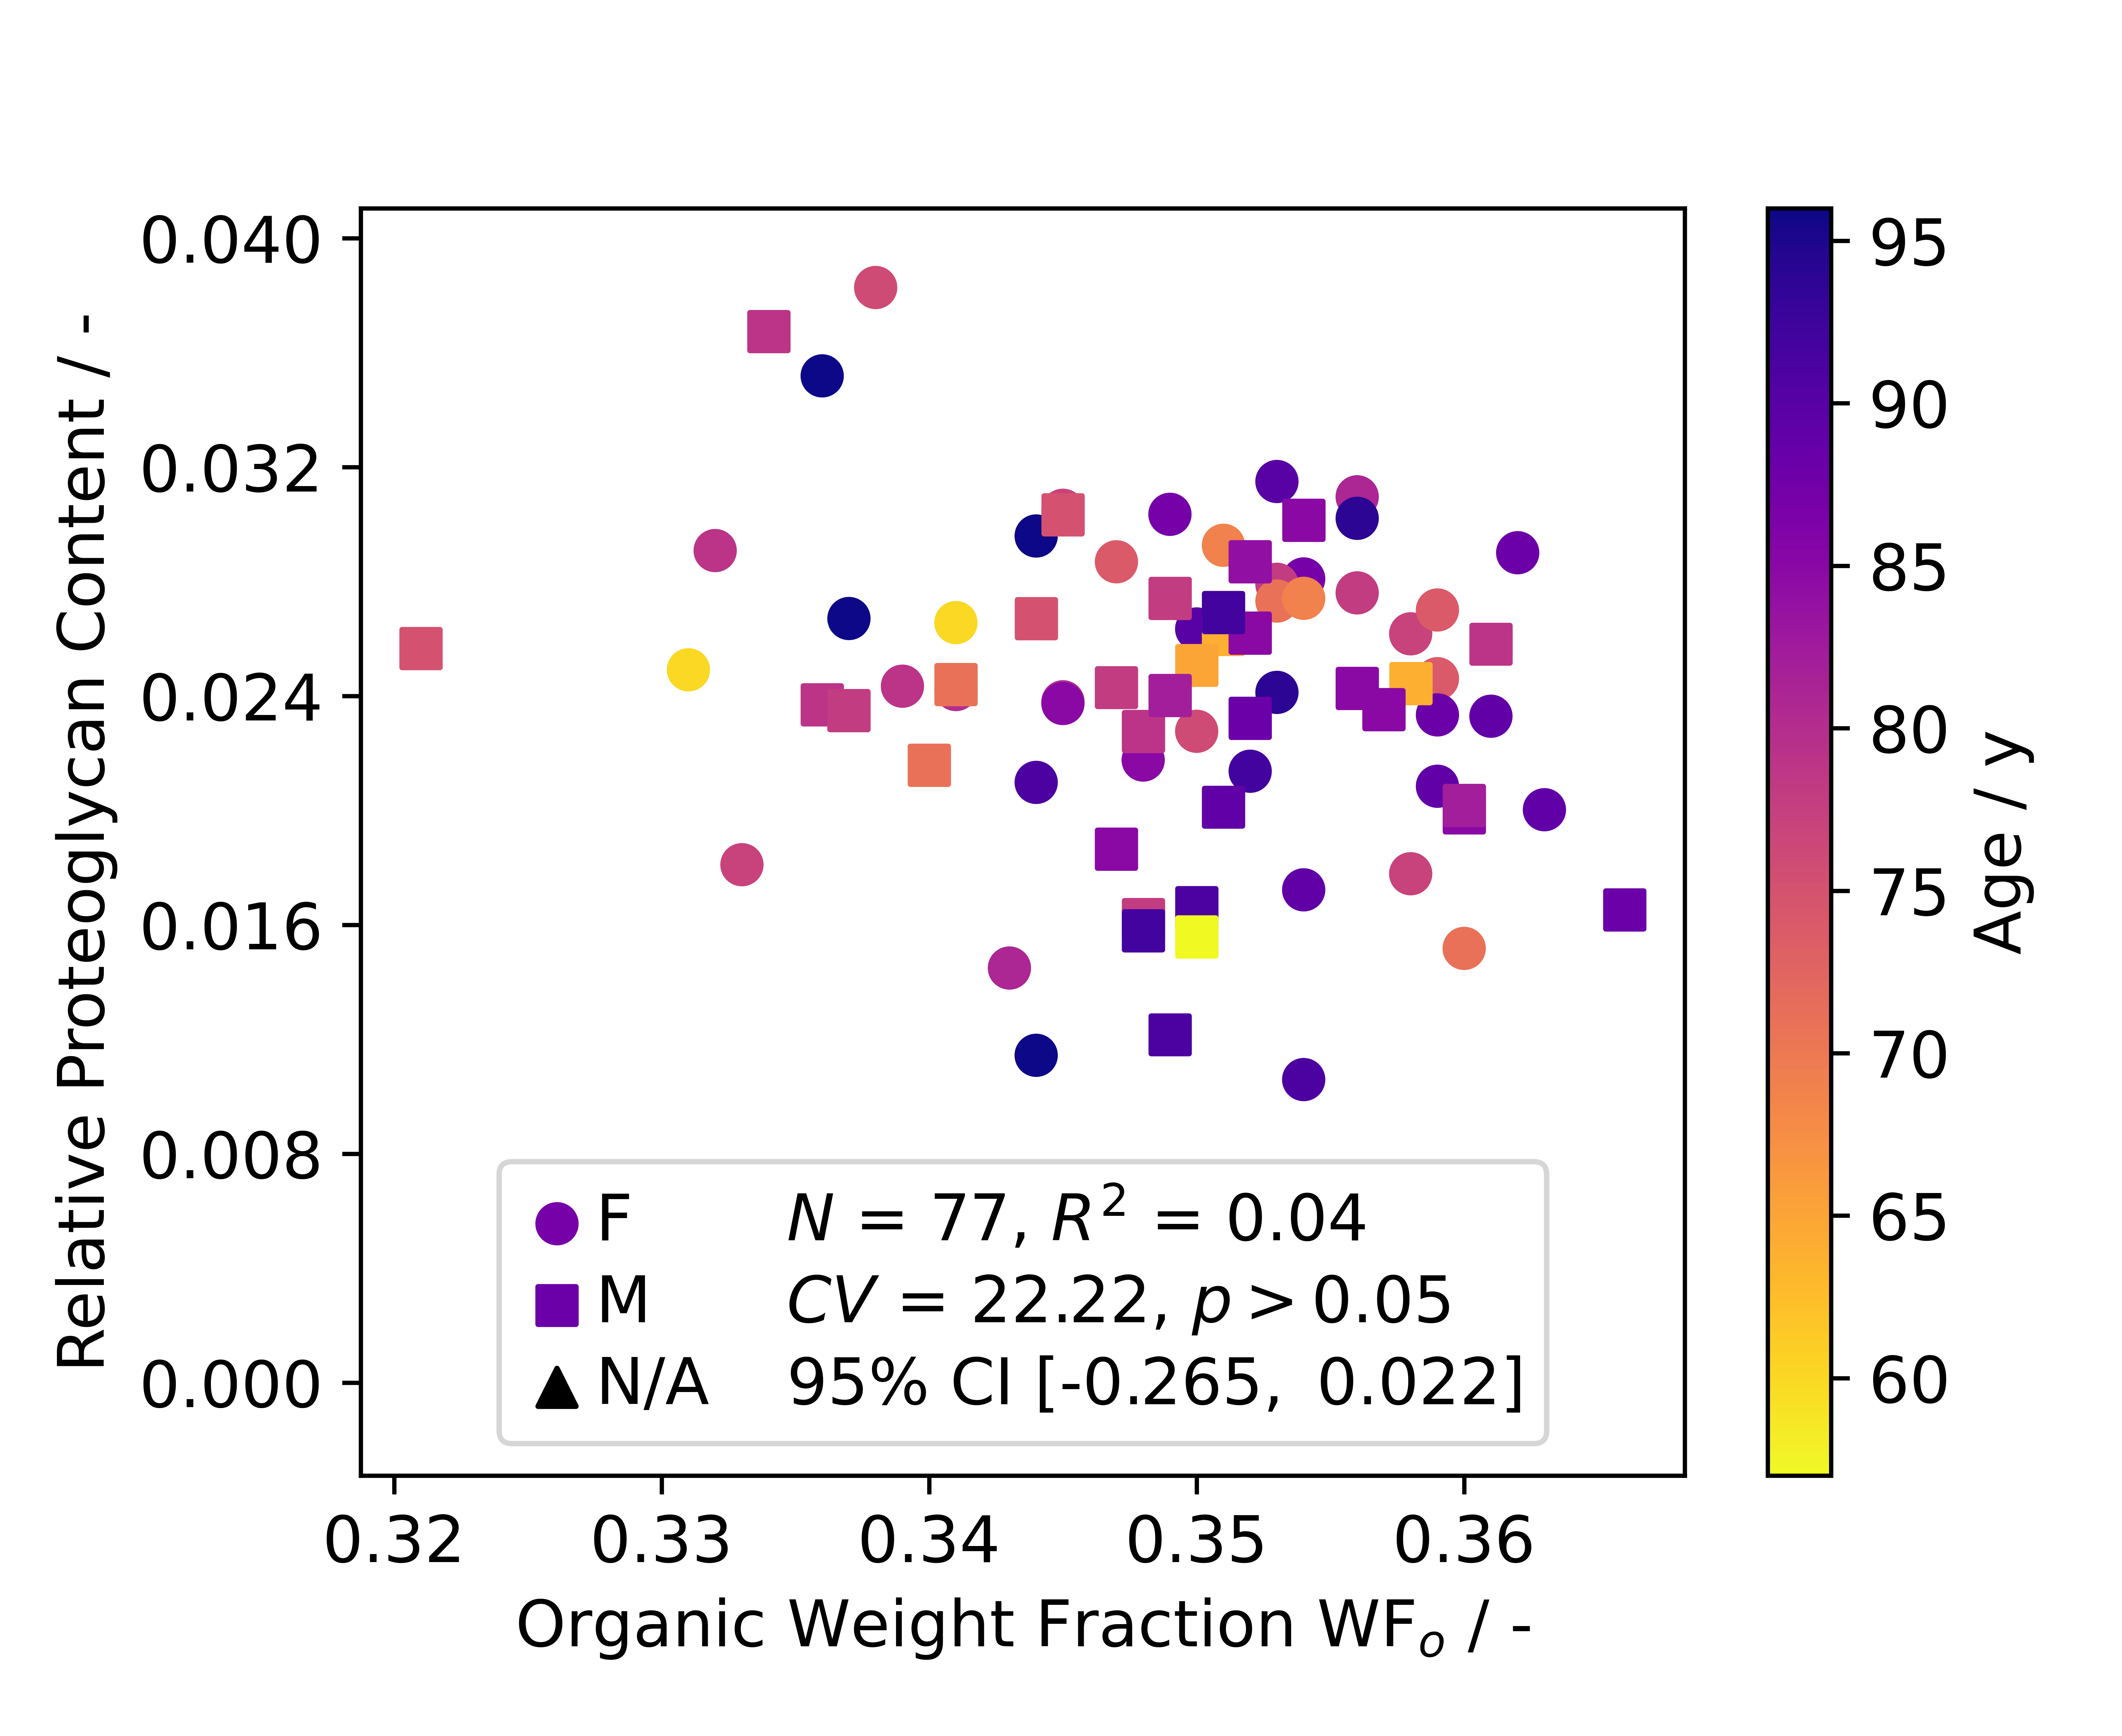 Relative Proteoglycan Content / -
0.040
0.032
0.024
0.016
0.008
0.000
F N = 77, R² = 0.04
M CV = 22.22, p > 0.05
N/A 95% CI [-0.265, 0.022]
0.32 0.33 0.34 0.35 0.36
Organic Weight Fraction WFₒ / -
95
90
85
80
75
70
65
60
Age / y